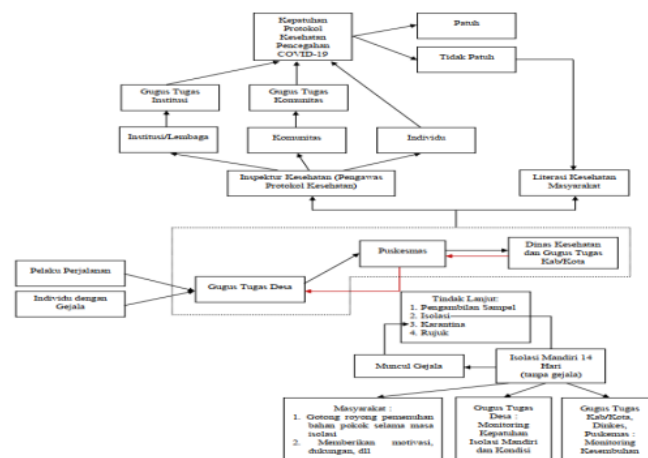 Kepatuhan
Protokol
Kesehatan
Pencegahan
COVID-19
Patuh
Tidak Patuh
Gugus Tugas
Institusi
Gugus Tugas
Komunitas
Institusi/Lembaga
Komunitas
Individu
Inspektur Kesehatan (Pengawas
Protokol Kesehatan)
Literasi Kesehatan
Masyarakat
Pelaku Perjalanan
Individu dengan
Gejala
Gugus Tugas Desa
Puskesmas
Dinas Kesehatan
dan Gugus Tugas
Kab/Kota
Tindak Lanjut:
1. Pengambilan Sampel
2. Isolasi
3. Karantina
4. Rujuk
Muncul Gejala
Isolasi Mandiri 14
Hari
(tanpa gejala)
Masyarakat :
1. Gotong royong pemenuhan
bahan pokok selama masa
isolasi
2. Memberikan motivasi,
dukungan, dll
Gugus Tugas
Desa :
Monitoring
Kepatuhan
Isolasi Mandiri
dan Kondisi
Gugus Tugas
Kab/Kota,
Dinkes,
Puskesmas :
Monitoring
Kesembuhan